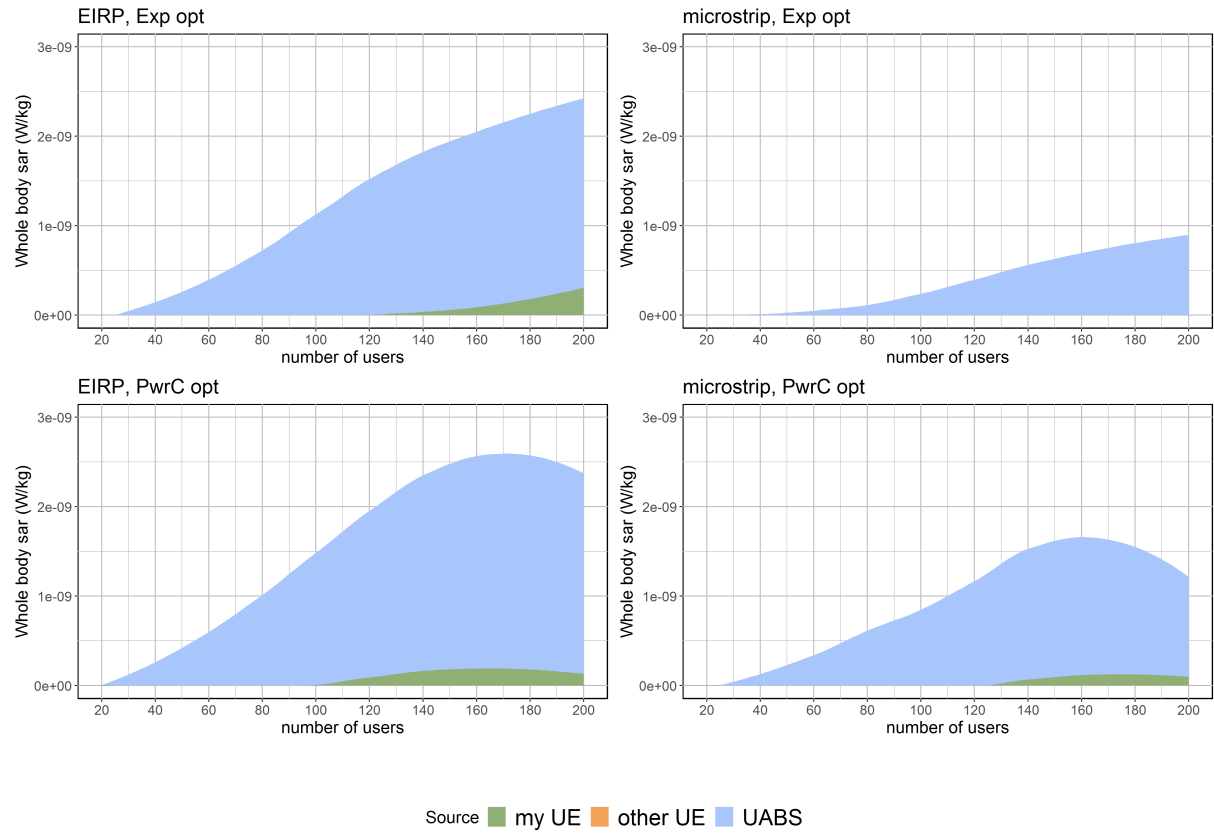 EIRP, Exp opt
Whole body sar (W/kg)
3e-09
2e-09
1e-09
0e+00
20 40 60 80 100 120 140 160 180 200
number of users
microstrip, Exp opt
Whole body sar (W/kg)
3e-09
2e-09
1e-09
0e+00
20 40 60 80 100 120 140 160 180 200
number of users
EIRP, PwrC opt
Whole body sar (W/kg)
3e-09
2e-09
1e-09
0e+00
20 40 60 80 100 120 140 160 180 200
number of users
microstrip, PwrC opt
Whole body sar (W/kg)
3e-09
2e-09
1e-09
0e+00
20 40 60 80 100 120 140 160 180 200
number of users
Source my UE other UE UABS